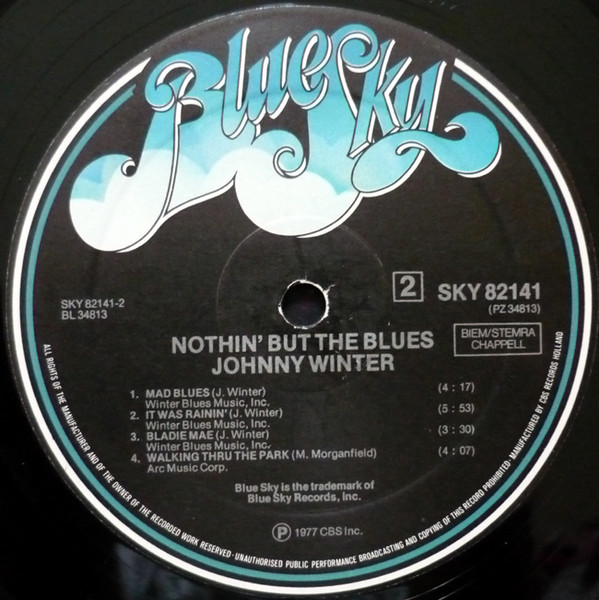 Blue Sky
SKY 82141-2
BL 34813
2
SKY 82141
(PZ 34813)
BIEM/STEMRA
CHAPPELL
NOTHIN' BUT THE BLUES
JOHNNY WINTER
1. MAD BLUES (J. Winter) (4 : 17)
Winter Blues Music, Inc.
2. IT WAS RAININ' (J. Winter) (5 : 53)
Winter Blues Music, Inc.
3. BLADIE MAE (J. Winter) (3 : 30)
Winter Blues Music, Inc.
4. WALKING THRU THE PARK (M. Morganfield) (4 : 07)
Arc Music Corp.
Blue Sky is the trademark of
Blue Sky Records, Inc.
Ⓟ 1977 CBS Inc.
ALL RIGHTS OF THE MANUFACTURER AND OF THE OWNER OF THE RECORDED WORK RESERVED · UNAUTHORISED PUBLIC PERFORMANCE BROADCASTING AND COPYING OF THIS RECORD PROHIBITED · MANUFACTURED BY CBS RECORDS HOLLAND